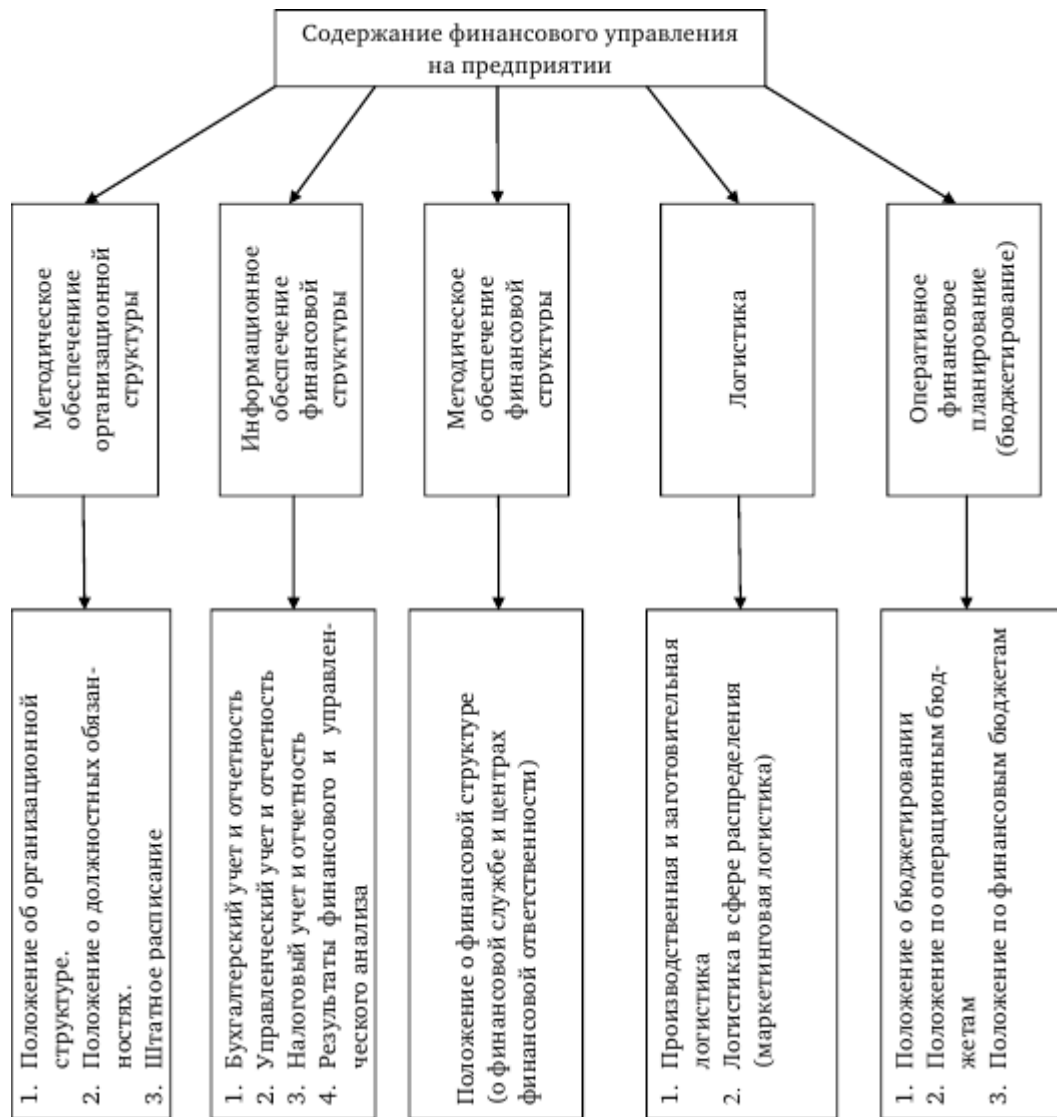 Содержание финансового управления
на предприятии
Методическое
обеспечениие
организационной
структуры
Информационное
обеспечение
финансовой
структуры
Методическое
обеспечение
финансовой
структуры
Логистика
Оперативное
финансовое
планирование
(бюджетирование)
1. Положение об организационной
структуре.
2. Положение о должностных обязан-
ностях.
3. Штатное расписание
1. Бухгалтерский учет и отчетность
2. Управленческий учет и отчетность
3. Налоговый учет и отчетность
4. Результаты финансового и управлен-
ческого анализа
Положение о финансовой структуре
(о финансовой службе и центрах
финансовой ответственности)
1. Производственная и заготовительная
логистика
2. Логистика в сфере распределения
(маркетинговая логистика)
1. Положение о бюджетировании
2. Положение по операционным бюд-
жетам
3. Положение по финансовым бюджетам